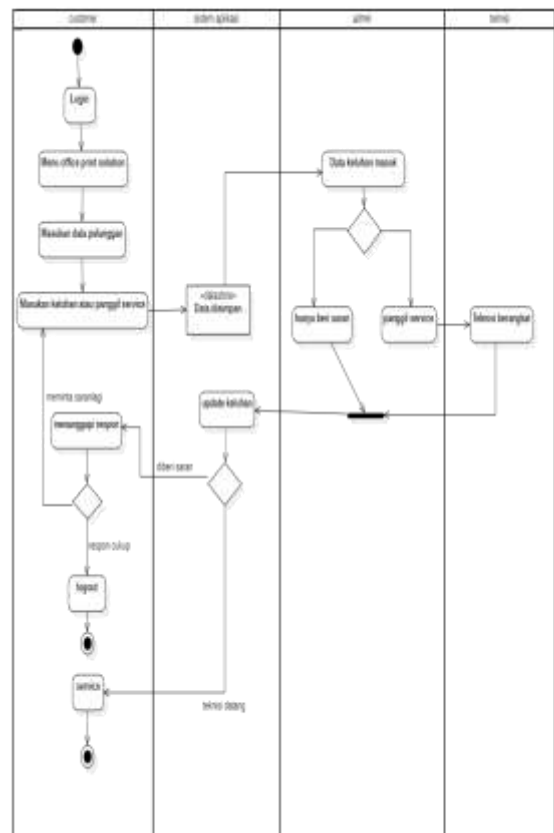 customer
sistem aplikasi
admin
teknisi
Login
Menu office print solution
Data keluhan masuk
Masukan data pelanggan
Masukan keluhan atau panggil service
«datastore»
Data disimpan
hanya beri saran
panggil service
teknisi berangkat
update keluhan
meminta saranlagi
menanggapi respon
diberi saran
respon cukup
logout
service
teknisi datang